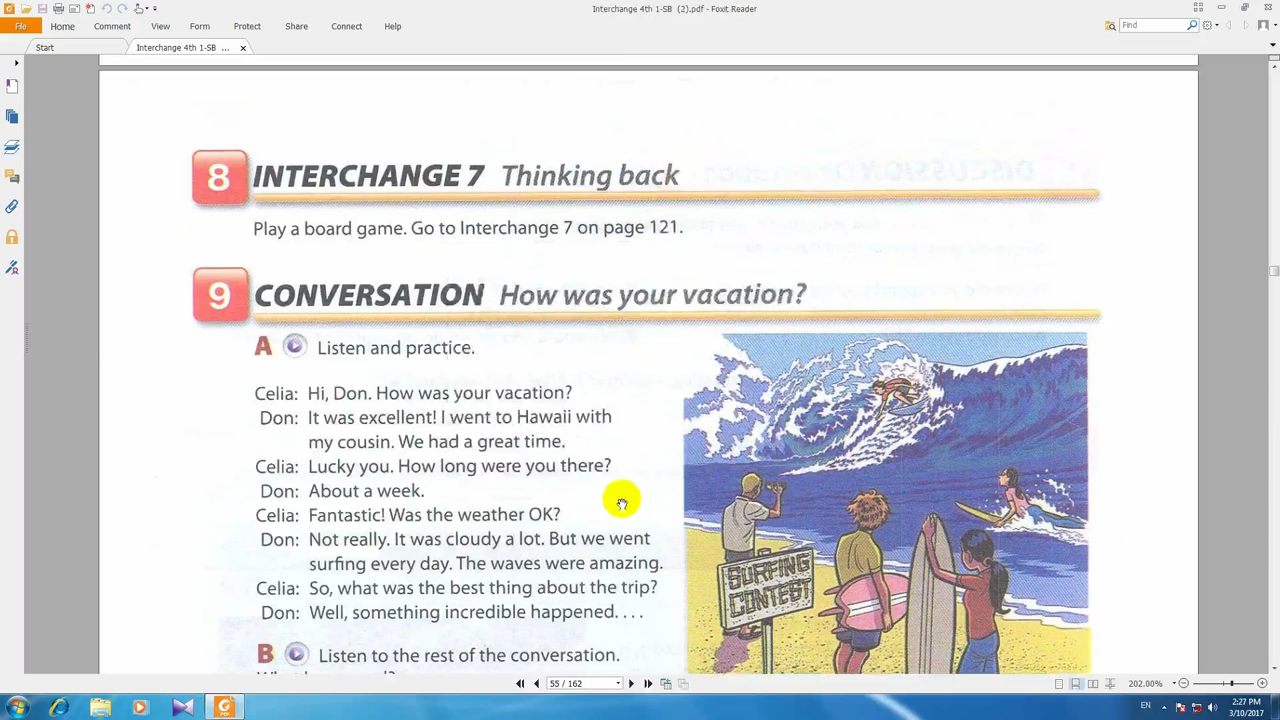 Interchange 4th 1-SB (2).pdf - Foxit Reader
File Home Comment View Form Protect Share Connect Help
Find
Start
Interchange 4th 1-SB ...
8 INTERCHANGE 7 Thinking back
Play a board game. Go to Interchange 7 on page 121.
9 CONVERSATION How was your vacation?
A Listen and practice.
Celia: Hi, Don. How was your vacation?
Don: It was excellent! I went to Hawaii with
my cousin. We had a great time.
Celia: Lucky you. How long were you there?
Don: About a week.
Celia: Fantastic! Was the weather OK?
Don: Not really. It was cloudy a lot. But we went
surfing every day. The waves were amazing.
Celia: So, what was the best thing about the trip?
Don: Well, something incredible happened. . . .
SURFING
CONTEST
B Listen to the rest of the conversation.
55 / 162
202.00%
EN
2:27 PM
3/10/2017